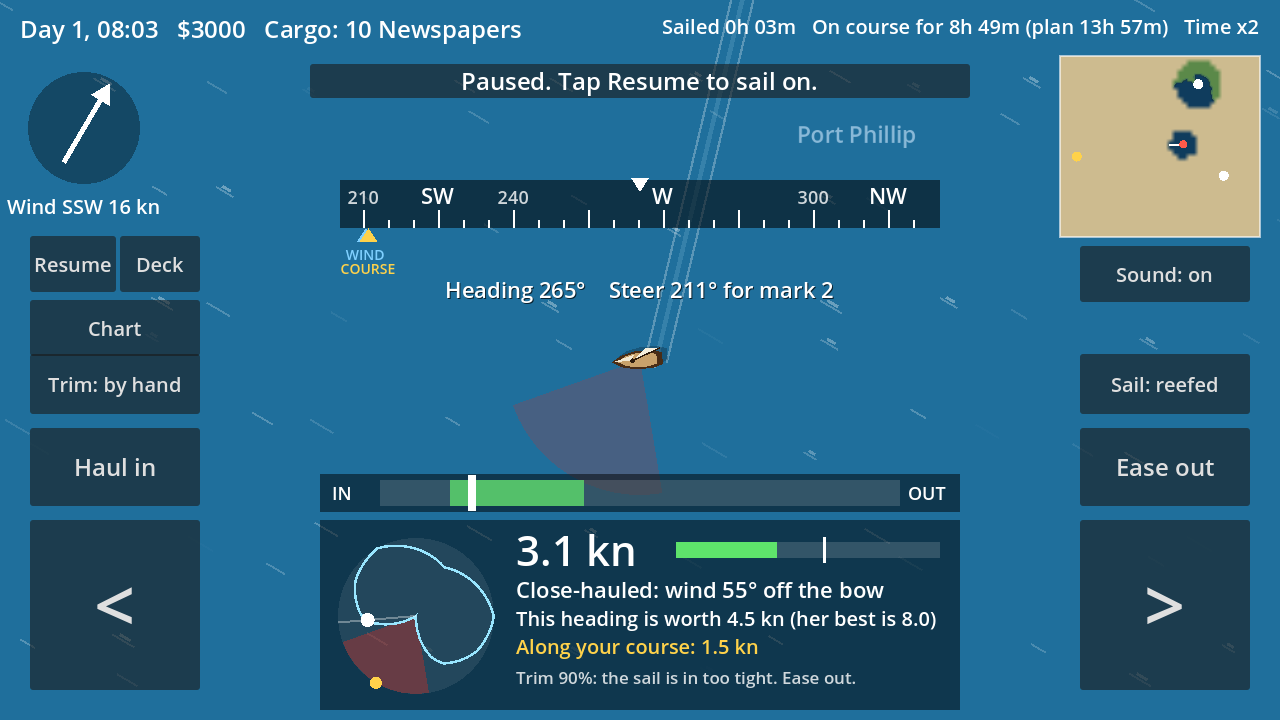 Day 1, 08:03 $3000 Cargo: 10 Newspapers
Sailed 0h 03m On course for 8h 49m (plan 13h 57m) Time x2
Paused. Tap Resume to sail on.
Port Phillip
Wind SSW 16 kn
210 SW 240 W 300 NW
WIND
COURSE
Heading 265° Steer 211° for mark 2
Resume
Deck
Chart
Trim: by hand
Haul in
<
Sound: on
Sail: reefed
Ease out
>
IN
OUT
3.1 kn
Close-hauled: wind 55° off the bow
This heading is worth 4.5 kn (her best is 8.0)
Along your course: 1.5 kn
Trim 90%: the sail is in too tight. Ease out.